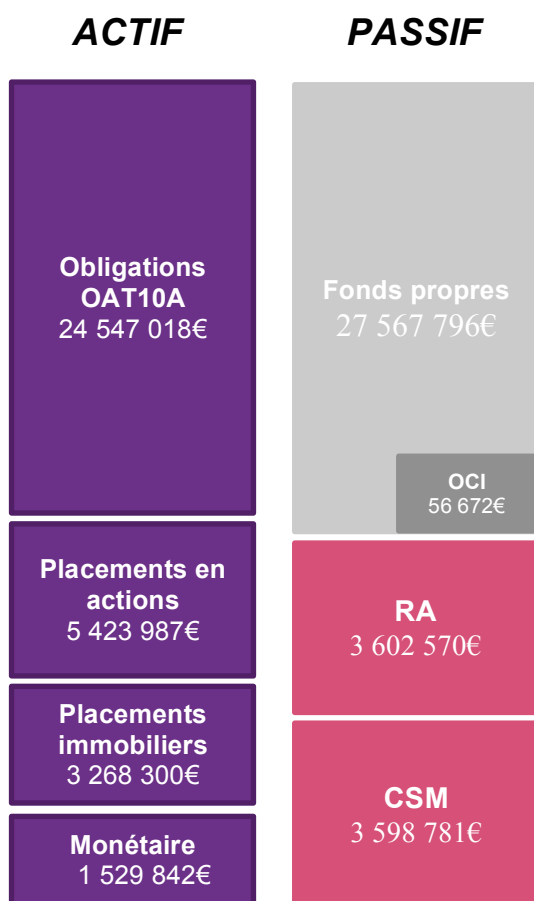 ACTIF
PASSIF
Obligations
OAT10A
24 547 018€
Placements en
actions
5 423 987€
Placements
immobiliers
3 268 300€
Monétaire
1 529 842€
Fonds propres
27 567 796€
OCI
56 672€
RA
3 602 570€
CSM
3 598 781€